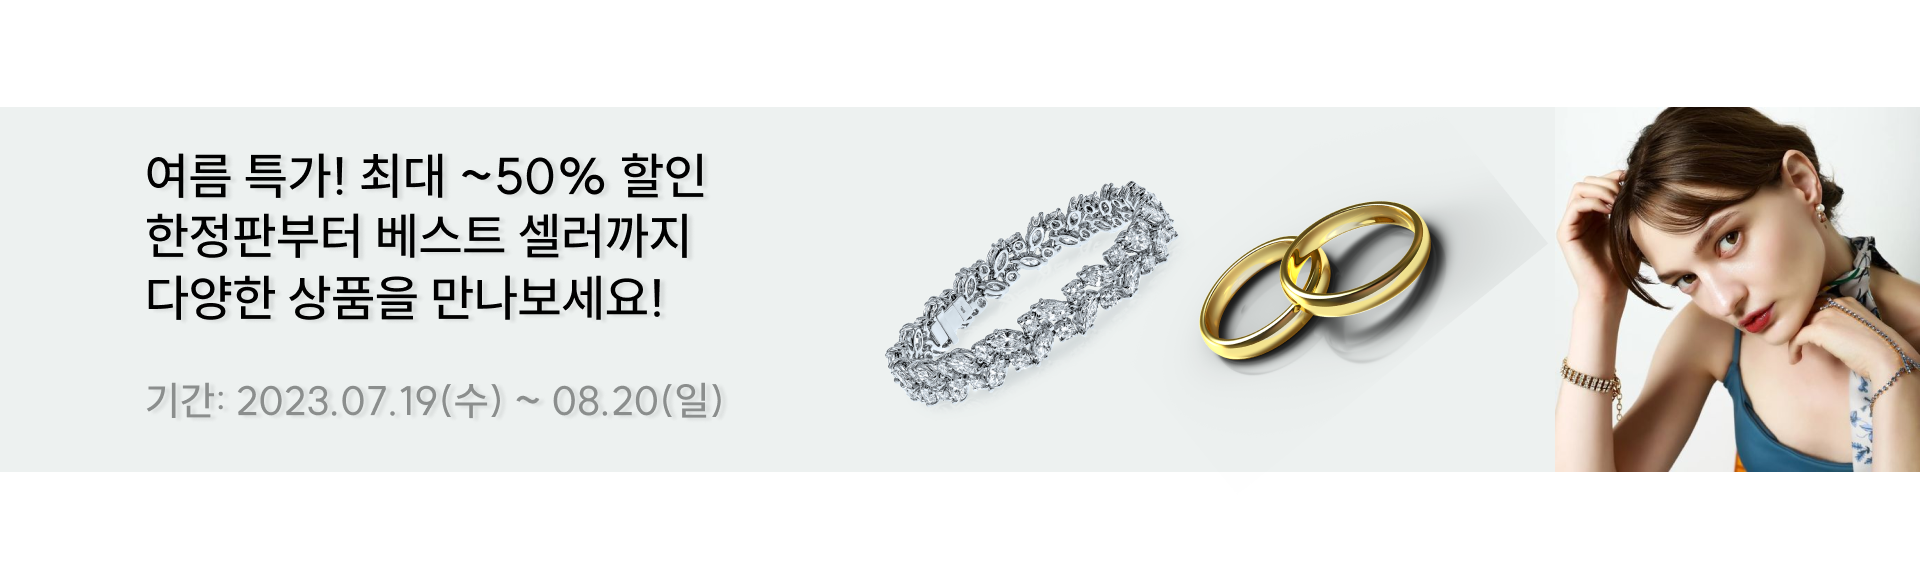 여름 특가! 최대 ~50% 할인
한정판부터 베스트 셀러까지
다양한 상품을 만나보세요!
기간: 2023.07.19(수) ~ 08.20(일)